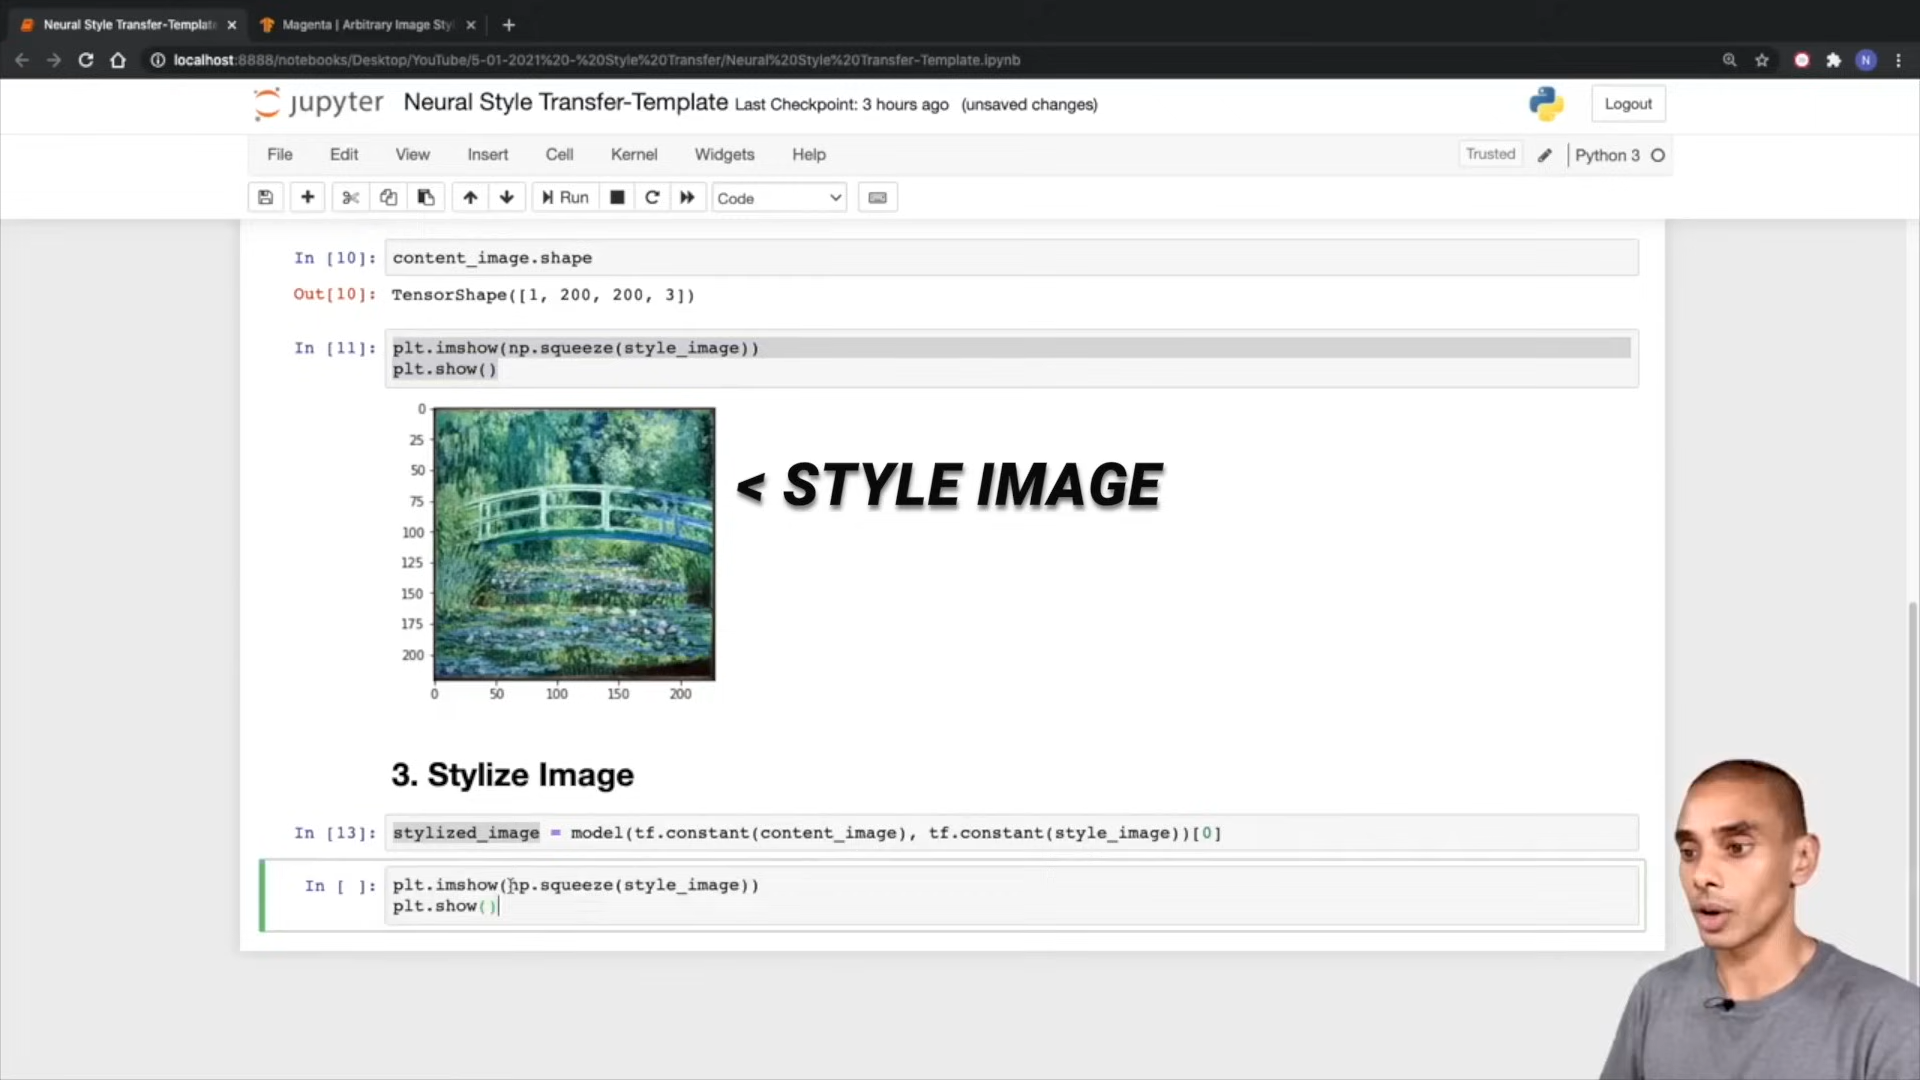 Neural Style Transfer-Templat
Magenta | Arbitrary Image Sty
localhost:8888/notebooks/Desktop/YouTube/5-01-2021%20-%20Style%20Transfer/Neural%20Style%20Transfer-Template.ipynb
N
jupyter Neural Style Transfer-Template Last Checkpoint: 3 hours ago (unsaved changes)
Logout
File Edit View Insert Cell Kernel Widgets Help
Trusted Python 3
Run Code
In [10]: content_image.shape
Out[10]: TensorShape([1, 200, 200, 3])
In [11]: plt.imshow(np.squeeze(style_image))
plt.show()
0
25
50
75
100
125
150
175
200
0 50 100 150 200
< STYLE IMAGE
3. Stylize Image
In [13]: stylized_image = model(tf.constant(content_image), tf.constant(style_image))[0]
In [ ]: plt.imshow(np.squeeze(style_image))
plt.show()